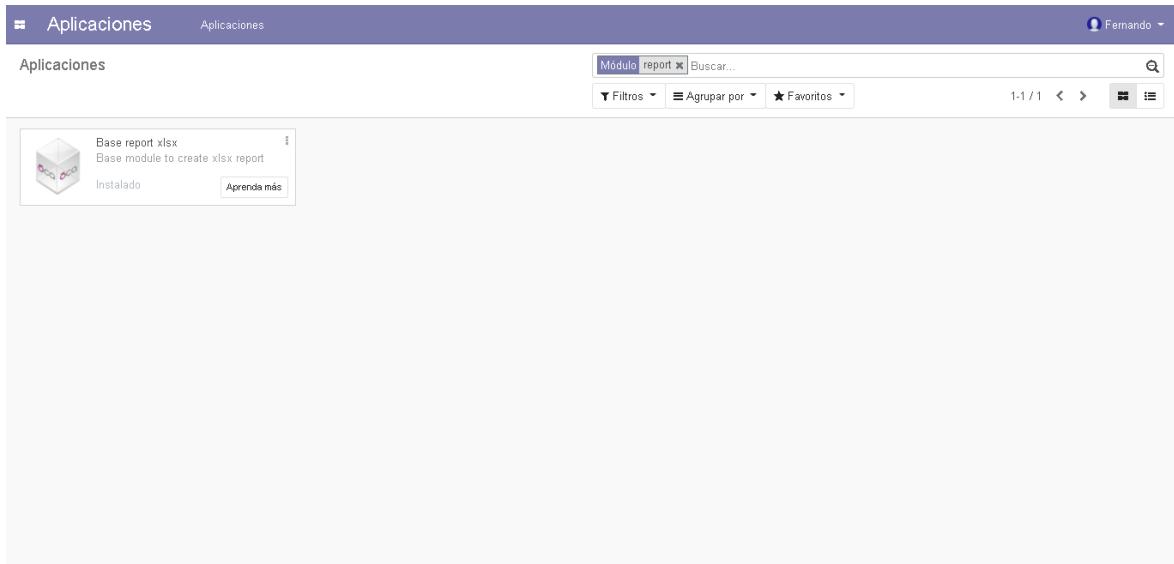 Aplicaciones Aplicaciones Fernando
Aplicaciones
Módulo report Buscar...
Filtros Agrupar por Favoritos 1-1 / 1
Base report xlsx
Base module to create xlsx report
Instalado Aprenda más